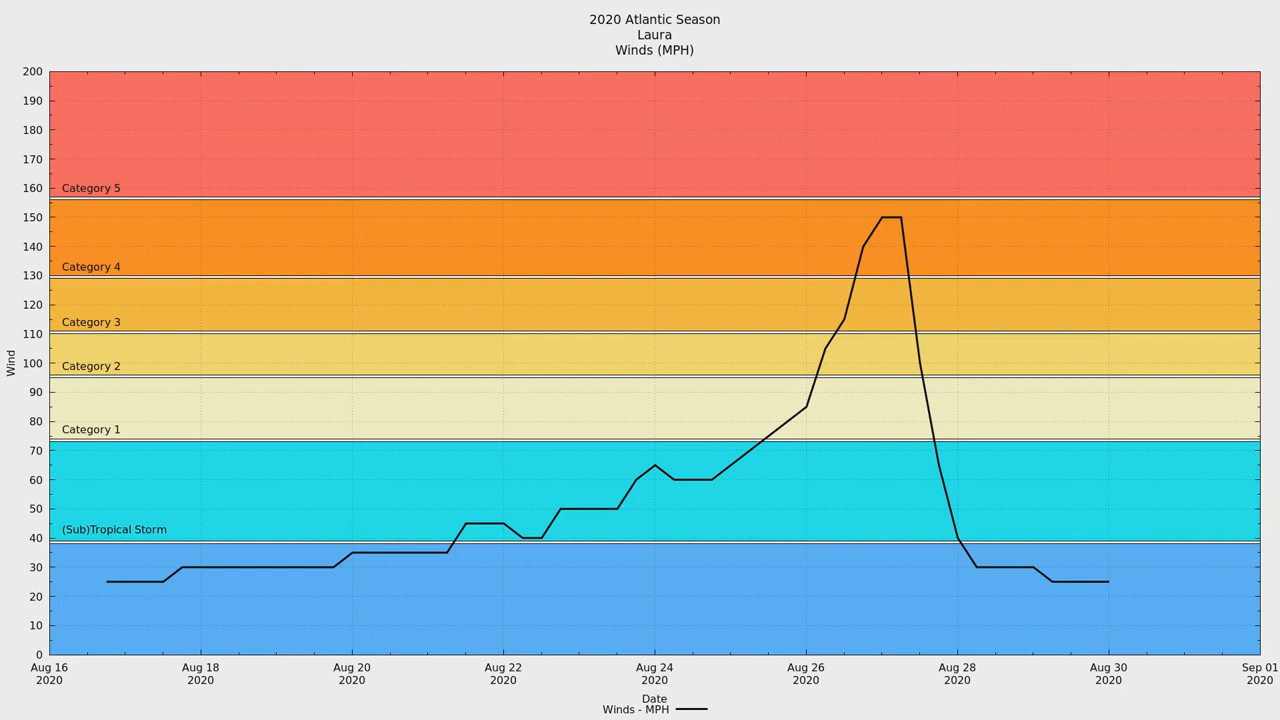 2020 Atlantic Season
Laura
Winds (MPH)
200
190
180
170
160
150
140
130
120
110
100
90
80
70
60
50
40
30
20
10
0
Category 5
Category 4
Category 3
Category 2
Category 1
(Sub)Tropical Storm
Wind
Aug 16 Aug 18 Aug 20 Aug 22 Aug 24 Aug 26 Aug 28 Aug 30 Sep 01
2020 2020 2020 2020 2020 2020 2020 2020 2020
Date
Winds - MPH